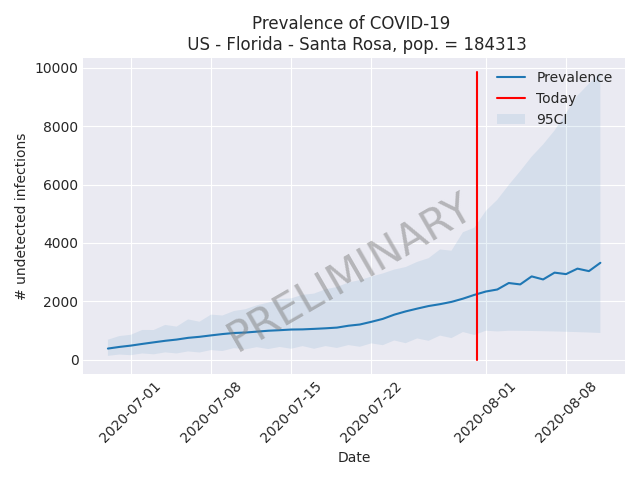 Prevalence of COVID-19
US - Florida - Santa Rosa, pop. = 184313
10000
8000
6000
4000
2000
0
# undetected infections
Prevalence
Today
95CI
PRELIMINARY
2020-07-01
2020-07-08
2020-07-15
2020-07-22
2020-08-01
2020-08-08
Date